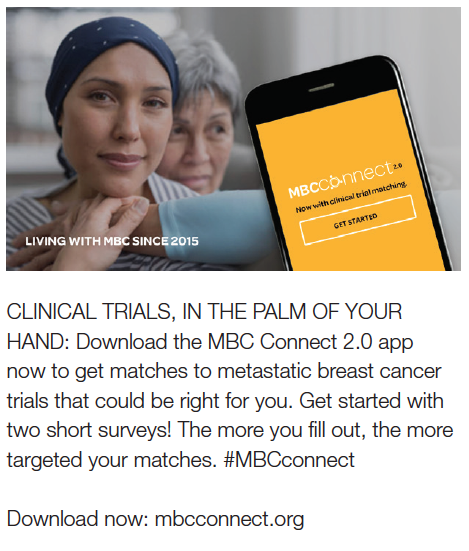 MBCConnect 2.0
Now with clinical trial matching.
GET STARTED
LIVING WITH MBC SINCE 2015
CLINICAL TRIALS, IN THE PALM OF YOUR
HAND: Download the MBC Connect 2.0 app
now to get matches to metastatic breast cancer
trials that could be right for you. Get started with
two short surveys! The more you fill out, the more
targeted your matches. #MBCconnect
Download now: mbcconnect.org